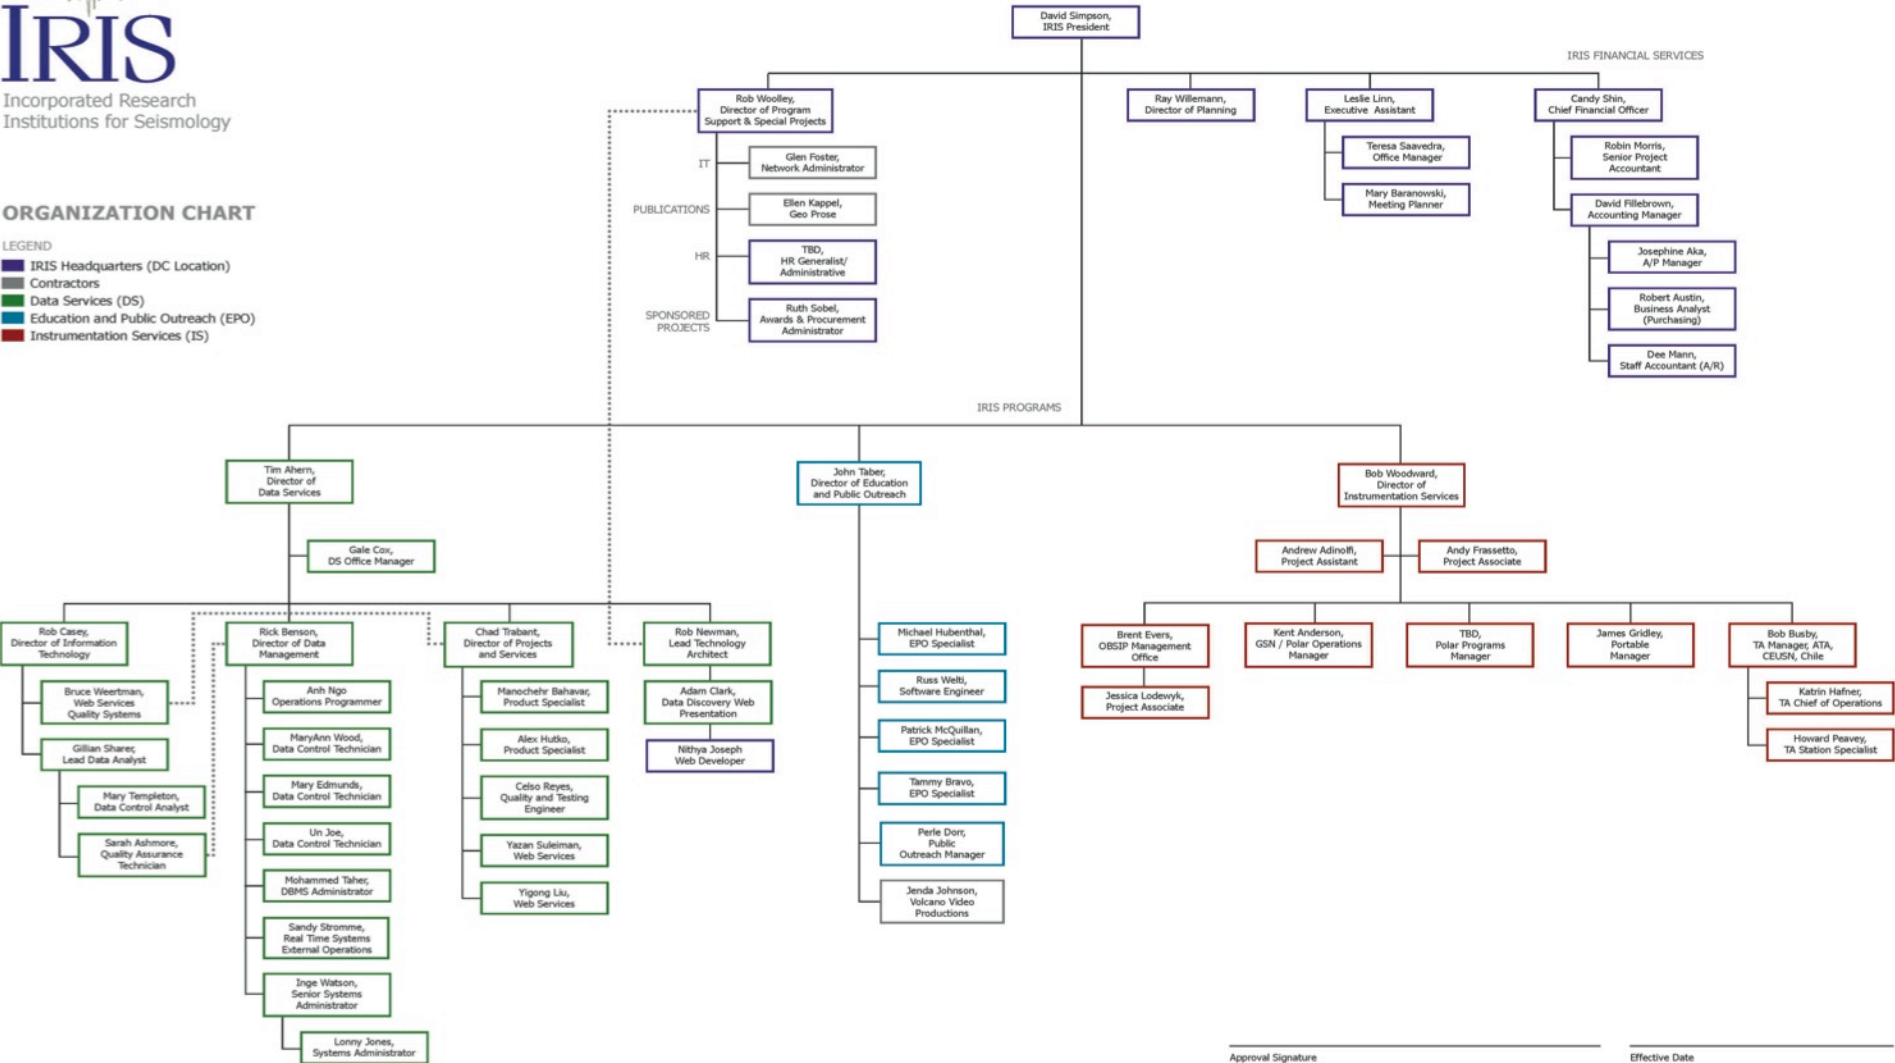 IRIS
Incorporated Research
Institutions for Seismology
ORGANIZATION CHART
LEGEND
IRIS Headquarters (DC Location)
Contractors
Data Services (DS)
Education and Public Outreach (EPO)
Instrumentation Services (IS)
David Simpson,
IRIS President
IRIS FINANCIAL SERVICES
Rob Woolley,
Director of Program
Support & Special Projects
Ray Willemann,
Director of Planning
Leslie Linn,
Executive Assistant
Candy Shin,
Chief Financial Officer
IT
Glen Foster,
Network Administrator
PUBLICATIONS
Ellen Kappel,
Geo Prose
HR
TBD,
HR Generalist/
Administrative
SPONSORED
PROJECTS
Ruth Sobel,
Awards & Procurement
Administrator
Teresa Saavedra,
Office Manager
Mary Baranowski,
Meeting Planner
Robin Morris,
Senior Project
Accountant
David Fillebrown,
Accounting Manager
Josephine Aka,
A/P Manager
Robert Austin,
Business Analyst
(Purchasing)
Dee Mann,
Staff Accountant (A/R)
IRIS PROGRAMS
Tim Ahern,
Director of
Data Services
John Taber,
Director of Education
and Public Outreach
Bob Woodward,
Director of
Instrumentation Services
Gale Cox,
DS Office Manager
Andrew Adinolfi,
Project Assistant
Andy Frassetto,
Project Associate
Rob Casey,
Director of Information
Technology
Bruce Weertman,
Web Services
Quality Systems
Gillian Sharer,
Lead Data Analyst
Mary Templeton,
Data Control Analyst
Sarah Ashmore,
Quality Assurance
Technician
Rick Benson,
Director of Data
Management
Anh Ngo
Operations Programmer
MaryAnn Wood,
Data Control Technician
Mary Edmunds,
Data Control Technician
Un Joe,
Data Control Technician
Mohammed Taher,
DBMS Administrator
Sandy Stromme,
Real Time Systems
External Operations
Inge Watson,
Senior Systems
Administrator
Lonny Jones,
Systems Administrator
Chad Trabant,
Director of Projects
and Services
Manochehr Bahavar,
Product Specialist
Alex Hutko,
Product Specialist
Celso Reyes,
Quality and Testing
Engineer
Yazan Suleiman,
Web Services
Yigong Liu,
Web Services
Rob Newman,
Lead Technology
Architect
Adam Clark,
Data Discovery Web
Presentation
Nithya Joseph
Web Developer
Michael Hubenthal,
EPO Specialist
Russ Welti,
Software Engineer
Patrick McQuillan,
EPO Specialist
Tammy Bravo,
EPO Specialist
Perle Dorr,
Public
Outreach Manager
Jenda Johnson,
Volcano Video
Productions
Brent Evers,
OBSIP Management
Office
Jessica Lodewyk,
Project Associate
Kent Anderson,
GSN / Polar Operations
Manager
TBD,
Polar Programs
Manager
James Gridley,
Portable
Manager
Bob Busby,
TA Manager, ATA,
CEUSN, Chile
Katrin Hafner,
TA Chief of Operations
Howard Peavey,
TA Station Specialist
Approval Signature
Effective Date